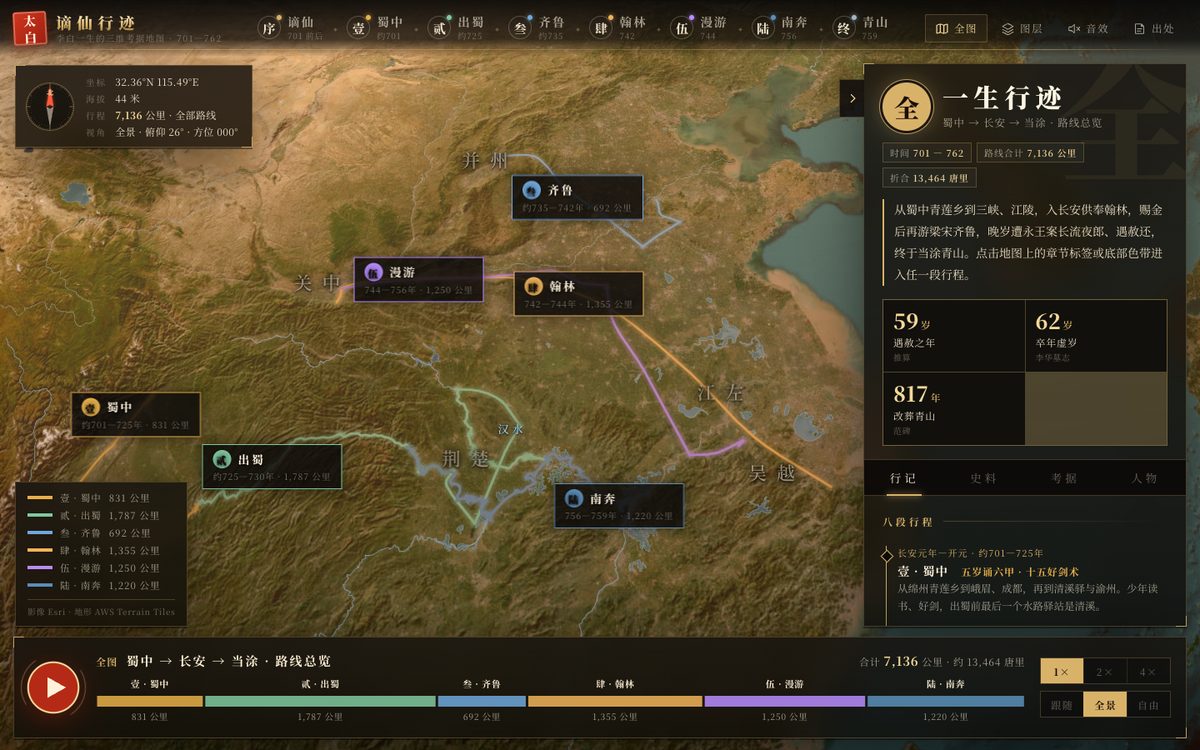 太白
谪仙行迹
李白一生的三维考据地图 · 701—762
序 谪仙 701 前后
壹 蜀中 约701
贰 出蜀 约725
叁 齐鲁 约735
肆 翰林 742
伍 漫游 744
陆 南奔 756
终 青山 759
全图
图层
音效
出处
坐标 32.36°N 115.49°E
海拔 44 米
行程 7,136 公里 · 全部路线
视角 全景 · 俯仰 26° · 方位 000°
并州
叁 齐鲁
约735—742年 · 692 公里
关中
伍 漫游
744—756年 · 1,250 公里
肆 翰林
742—744年 · 1,355 公里
江左
壹 蜀中
约701—725年 · 831 公里
汉水
荆楚
贰 出蜀
约725—730年 · 1,787 公里
吴越
陆 南奔
756—759年 · 1,220 公里
壹 · 蜀中 831 公里
贰 · 出蜀 1,787 公里
叁 · 齐鲁 692 公里
肆 · 翰林 1,355 公里
伍 · 漫游 1,250 公里
陆 · 南奔 1,220 公里
影像 Esri · 地形 AWS Terrain Tiles
全
全
一生行迹
蜀中 → 长安 → 当涂 · 路线总览
时间 701 — 762
路线合计 7,136 公里
折合 13,464 唐里
从蜀中青莲乡到三峡、江陵，入长安供奉翰林，赐金
后再游梁宋齐鲁，晚岁遭永王案长流夜郎、遇赦还，
终于当涂青山。点击地图上的章节标签或底部色带进
入任一段行程。
59 岁
遇赦之年
推算
62 岁
卒年虚岁
李华墓志
817 年
改葬青山
范碑
行记
史料
考据
人物
八段行程
长安元年—开元 · 约701—725年
壹 · 蜀中 五岁诵六甲 · 十五好剑术
从绵州青莲乡到峨眉、成都，再到清溪驿与渝州。少年读
书、好剑，出蜀前最后一个水路驿站是清溪。
全图 蜀中 → 长安 → 当涂 · 路线总览
合计 7,136 公里 · 约 13,464 唐里
壹 · 蜀中
贰 · 出蜀
叁 · 齐鲁
肆 · 翰林
伍 · 漫游
陆 · 南奔
831 公里
1,787 公里
692 公里
1,355 公里
1,250 公里
1,220 公里
1×
2×
4×
跟随
全景
自由